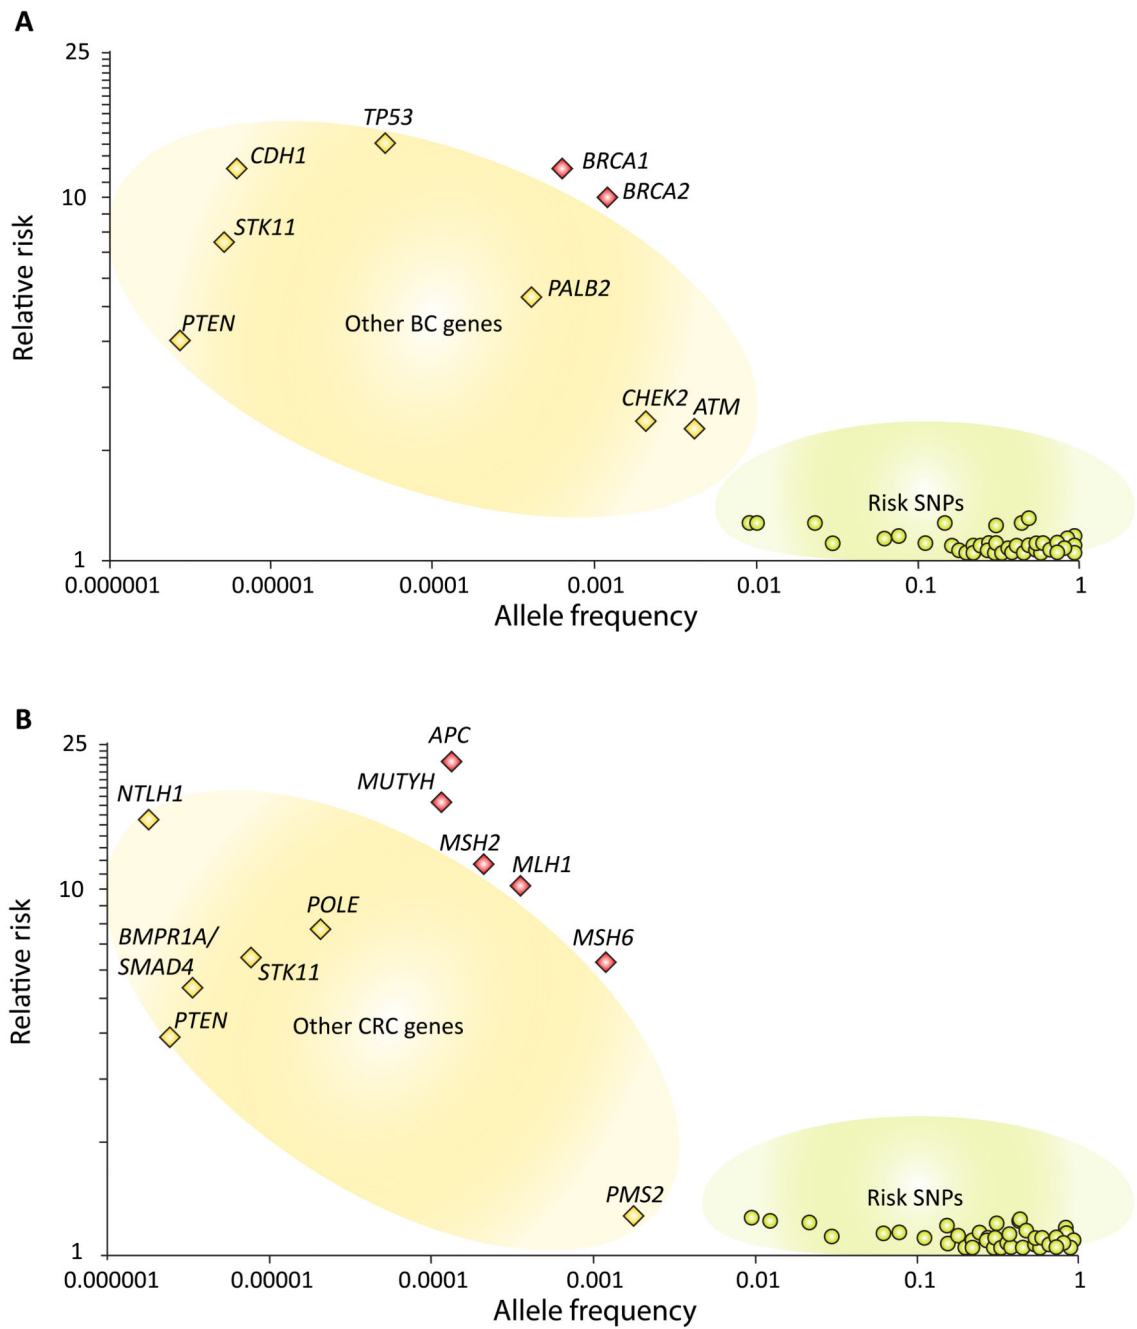 A
25
TP53
CDH1
BRCA1
BRCA2
10
STK11
PALB2
PTEN
Other BC genes
CHEK2
ATM
Risk SNPs
1
Relative risk
0.000001
0.00001
0.0001
0.001
0.01
0.1
1
Allele frequency
B
APC
25
MUTYH
NTLH1
MSH2
MLH1
10
POLE
BMPR1A/
SMAD4
STK11
MSH6
PTEN
Other CRC genes
PMS2
Risk SNPs
1
Relative risk
0.000001
0.00001
0.0001
0.001
0.01
0.1
1
Allele frequency